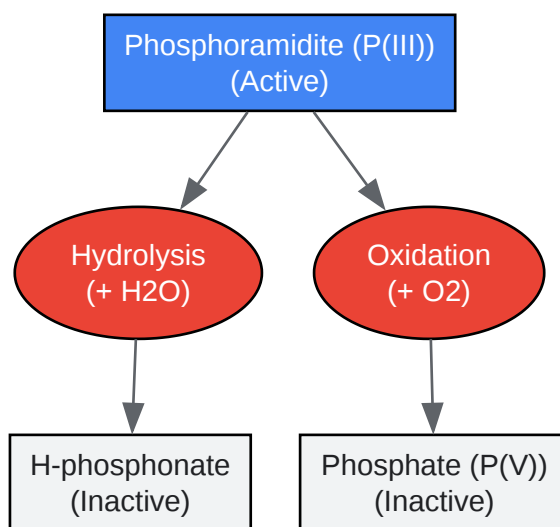 Phosphoramidite (P(III))
(Active)
Hydrolysis
(+ H2O)
Oxidation
(+ O2)
H-phosphonate
(Inactive)
Phosphate (P(V))
(Inactive)